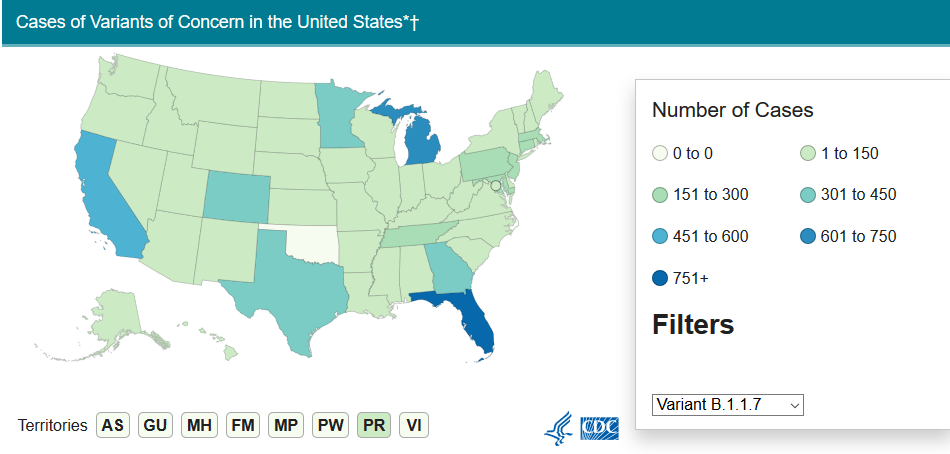 Cases of Variants of Concern in the United States*†
Number of Cases
0 to 0
1 to 150
151 to 300
301 to 450
451 to 600
601 to 750
751+
Filters
Variant B.1.1.7
Territories AS GU MH FM MP PW PR VI
CDC